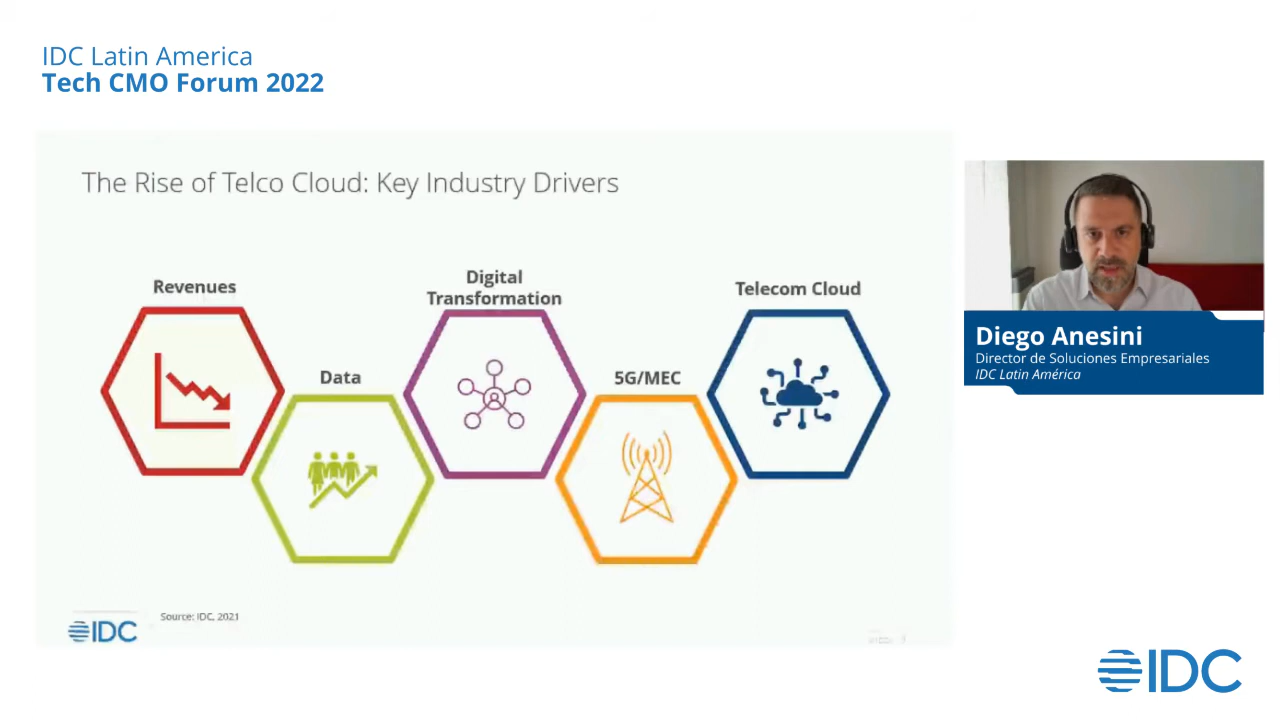 IDC Latin America
Tech CMO Forum 2022
The Rise of Telco Cloud: Key Industry Drivers
Revenues
Data
Digital
Transformation
5G/MEC
Telecom Cloud
Source: IDC, 2021
IDC
Diego Anesini
Director de Soluciones Empresariales
IDC Latin América
IDC